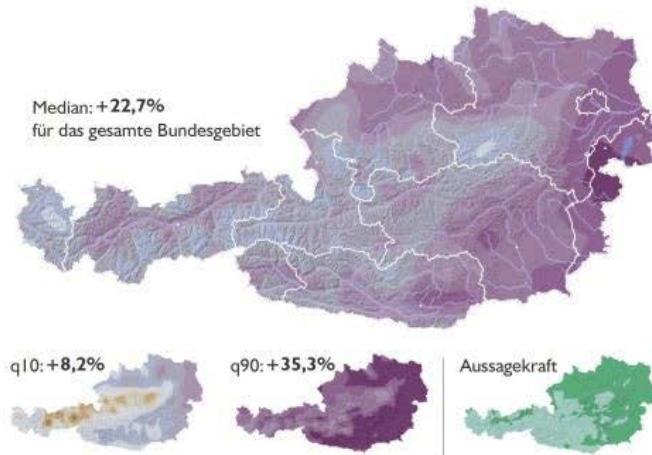 Median: +22,7%
für das gesamte Bundesgebiet
q10: +8,2%
q90: +35,3%
Aussagekraft